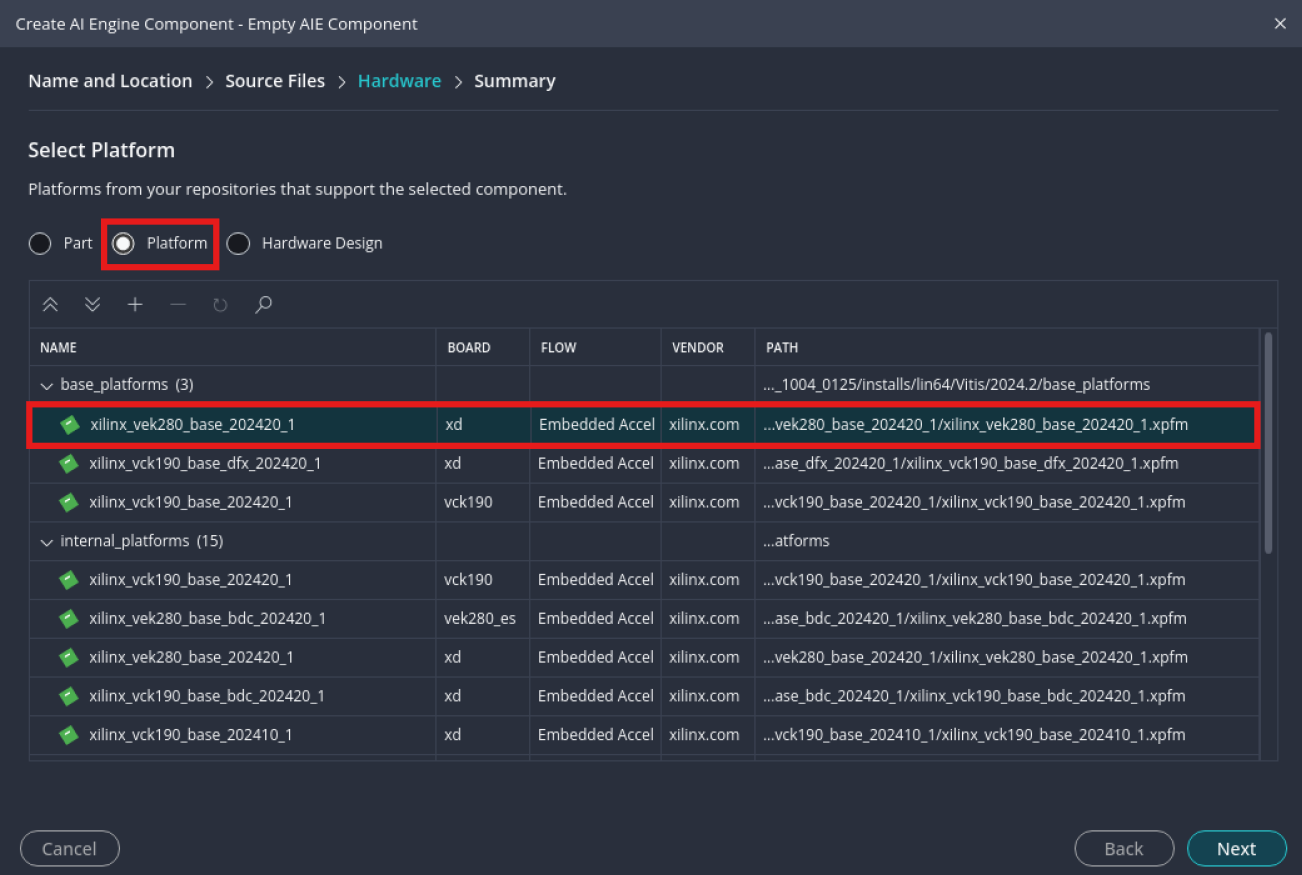 Create AI Engine Component - Empty AIE Component
Name and Location > Source Files > Hardware > Summary
Select Platform
Platforms from your repositories that support the selected component.
Part Platform Hardware Design
NAME BOARD FLOW VENDOR PATH
base_platforms (3) ..._1004_0125/installs/lin64/Vitis/2024.2/base_platforms
xilinx_vek280_base_202420_1 xd Embedded Accel xilinx.com ...vek280_base_202420_1/xilinx_vek280_base_202420_1.xpfm
xilinx_vck190_base_dfx_202420_1 xd Embedded Accel xilinx.com ...ase_dfx_202420_1/xilinx_vck190_base_dfx_202420_1.xpfm
xilinx_vck190_base_202420_1 vck190 Embedded Accel xilinx.com ...vck190_base_202420_1/xilinx_vck190_base_202420_1.xpfm
internal_platforms (15) ...atforms
xilinx_vck190_base_202420_1 vck190 Embedded Accel xilinx.com ...vck190_base_202420_1/xilinx_vck190_base_202420_1.xpfm
xilinx_vek280_base_bdc_202420_1 vek280_es Embedded Accel xilinx.com ...ase_bdc_202420_1/xilinx_vek280_base_bdc_202420_1.xpfm
xilinx_vek280_base_202420_1 xd Embedded Accel xilinx.com ...vek280_base_202420_1/xilinx_vek280_base_202420_1.xpfm
xilinx_vck190_base_bdc_202420_1 xd Embedded Accel xilinx.com ...ase_bdc_202420_1/xilinx_vck190_base_bdc_202420_1.xpfm
xilinx_vck190_base_202410_1 xd Embedded Accel xilinx.com ...vck190_base_202410_1/xilinx_vck190_base_202410_1.xpfm
Cancel Back Next